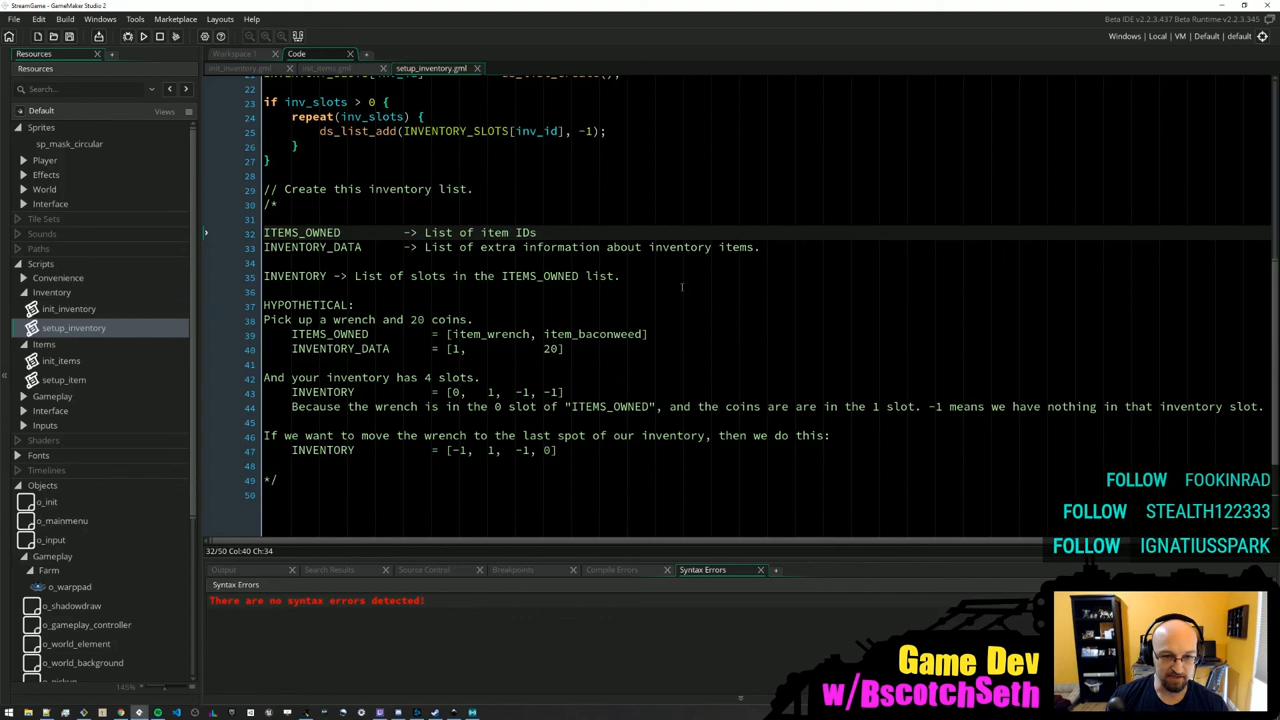 StreamGame - GameMaker Studio 2
File Edit Build Windows Tools Marketplace Layouts Help
Beta IDE v2.2.3.437 Beta Runtime v2.2.3.345
Windows | Local | VM | Default | default
Resources
Workspace 1
Code
Resources
init_inventory.gml
init_items.gml
setup_inventory.gml
Search...
Default
Views
Sprites
sp_mask_circular
Player
Effects
World
Interface
Tile Sets
Sounds
Paths
Scripts
Convenience
Inventory
init_inventory
setup_inventory
Items
init_items
setup_item
Gameplay
Interface
Inputs
Shaders
Fonts
Timelines
Objects
o_init
o_mainmenu
o_input
Gameplay
Farm
o_warppad
o_shadowdraw
o_gameplay_controller
o_world_element
o_world_background
o_pickup
145%
22
23 if inv_slots > 0 {
24 repeat(inv_slots) {
25 ds_list_add(INVENTORY_SLOTS[inv_id], -1);
26 }
27 }
28
29 // Create this inventory list.
30 /*
31
32 ITEMS_OWNED -> List of item IDs
33 INVENTORY_DATA -> List of extra information about inventory items.
34
35 INVENTORY -> List of slots in the ITEMS_OWNED list.
36
37 HYPOTHETICAL:
38 Pick up a wrench and 20 coins.
39 ITEMS_OWNED = [item_wrench, item_baconweed]
40 INVENTORY_DATA = [1, 20]
41
42 And your inventory has 4 slots.
43 INVENTORY = [0, 1, -1, -1]
44 Because the wrench is in the 0 slot of "ITEMS_OWNED", and the coins are are in the 1 slot. -1 means we have nothing in that inventory slot.
45
46 If we want to move the wrench to the last spot of our inventory, then we do this:
47 INVENTORY = [-1, 1, -1, 0]
48
49 */
50
32/50 Col:40 Ch:34
Output
Search Results
Source Control
Breakpoints
Compile Errors
Syntax Errors
Syntax Errors
There are no syntax errors detected!
FOLLOW FOOKINRAD
FOLLOW STEALTH122333
FOLLOW IGNATIUSSPARK
Game Dev
w/BscotchSeth